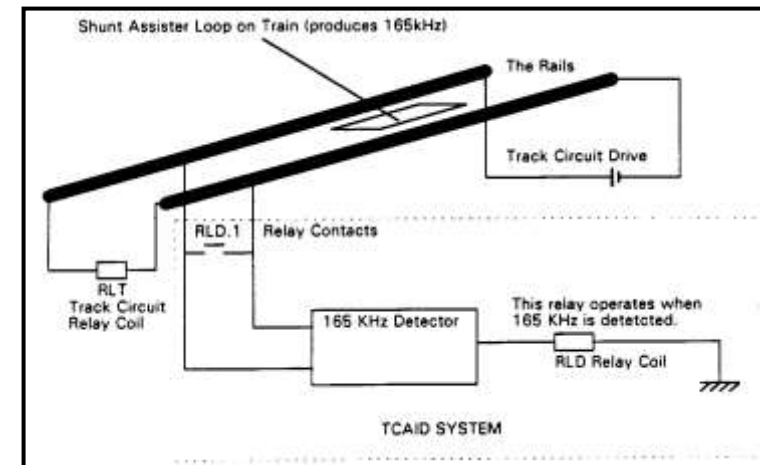 Shunt Assister Loop on Train (produces 165kHz)
The Rails
Track Circuit Drive
RLD.1
Relay Contacts
RLT
Track Circuit
Relay Coil
165 KHz Detector
This relay operates when
165 KHz is detetcted.
RLD Relay Coil
TCAID SYSTEM